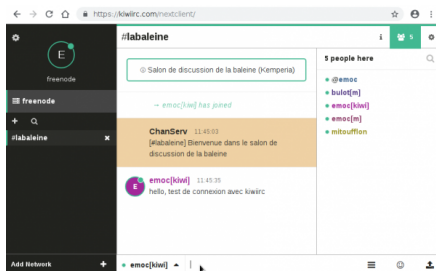 https://kiwiirc.com/nextclient/
E
freenode
freenode
#labaleine
Add Network
#labaleine
5
Salon de discussion de la baleine (Kemperia)
→ emoc[kiwi] has joined
ChanServ 11:45:03
[#labaleine] Bienvenue dans le salon de
discussion de la baleine
E
emoc[kiwi] 11:45:35
hello, test de connexion avec kiwiirc
emoc[kiwi]
5 people here
@emoc
bulot[m]
emoc[kiwi]
emoc[m]
mitoufflon